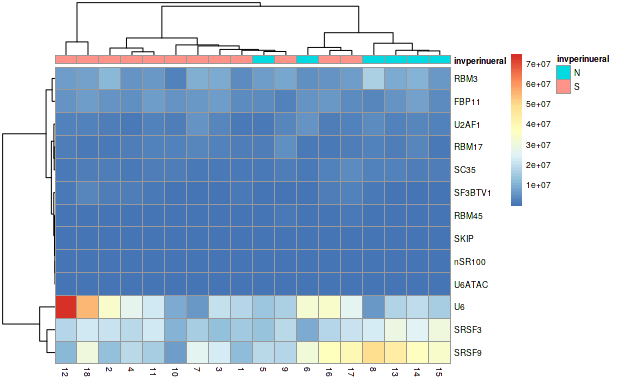 invperinueral
RBM3
FBP11
U2AF1
RBM17
SC35
SF3BTV1
RBM45
SKIP
nSR100
U6ATAC
U6
SRSF3
SRSF9
12 18 2 4 11 10 7 3 1 5 9 6 16 17 8 13 14 15
7e+07
6e+07
5e+07
4e+07
3e+07
2e+07
1e+07
invperinueral
N
S